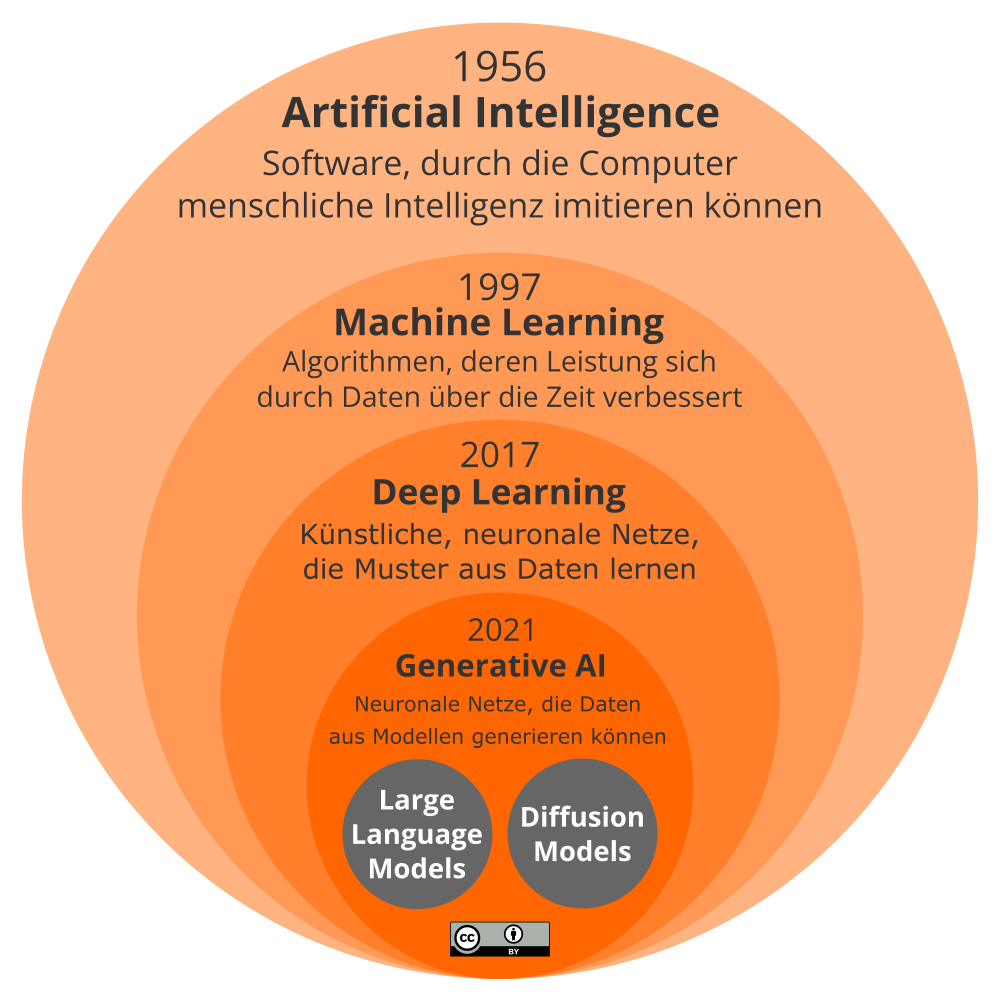 1956
Artificial Intelligence
Software, durch die Computer
menschliche Intelligenz imitieren können
1997
Machine Learning
Algorithmen, deren Leistung sich
durch Daten über die Zeit verbessert
2017
Deep Learning
Künstliche, neuronale Netze,
die Muster aus Daten lernen
2021
Generative AI
Neuronale Netze, die Daten
aus Modellen generieren können
Large
Language
Models
Diffusion
Models
cc
BY